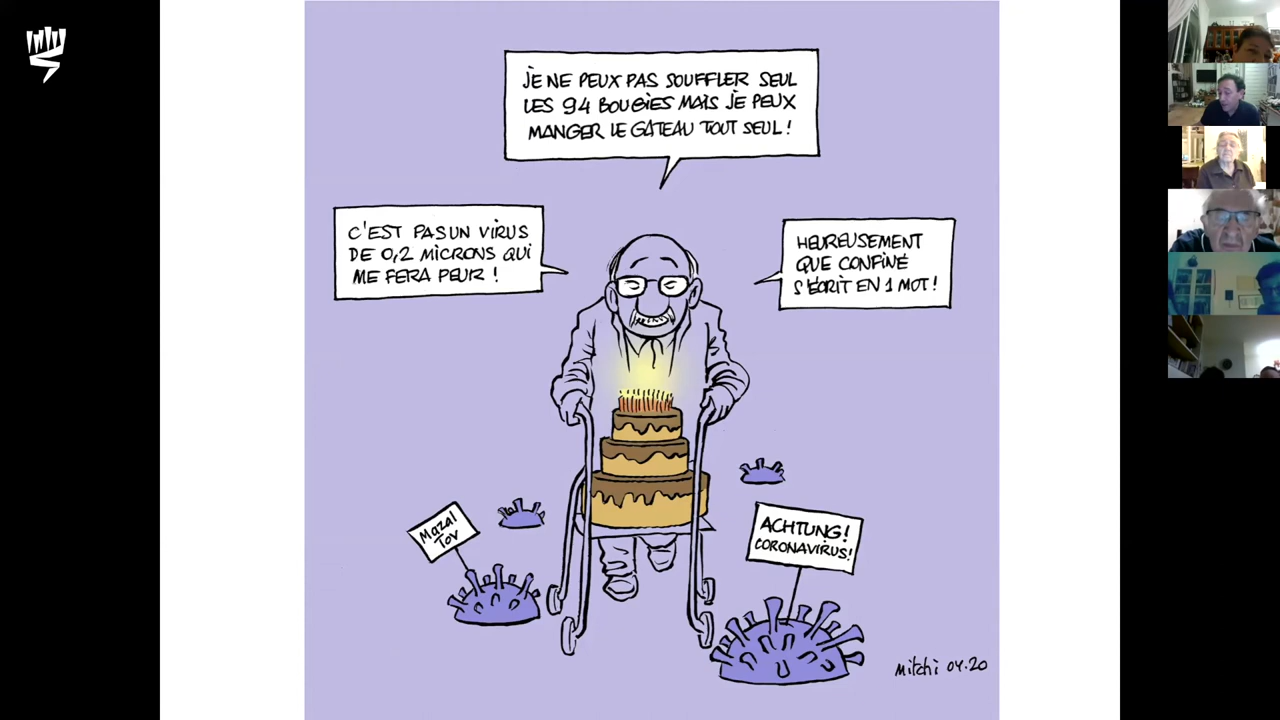 JE NE PEUX PAS SOUFFLER SEUL
LES 94 BOUGIES MAIS JE PEUX
MANGER LE GÂTEAU TOUT SEUL !
C'EST PAS UN VIRUS
DE 0,2 MICRONS QUI
ME FERA PEUR !
HEUREUSEMENT
QUE CONFINÉ
S'ÉCRIT EN 1 MOT !
Mazal
Tov
ACHTUNG!
CORONAVIRUS!
Mitchi 04.20